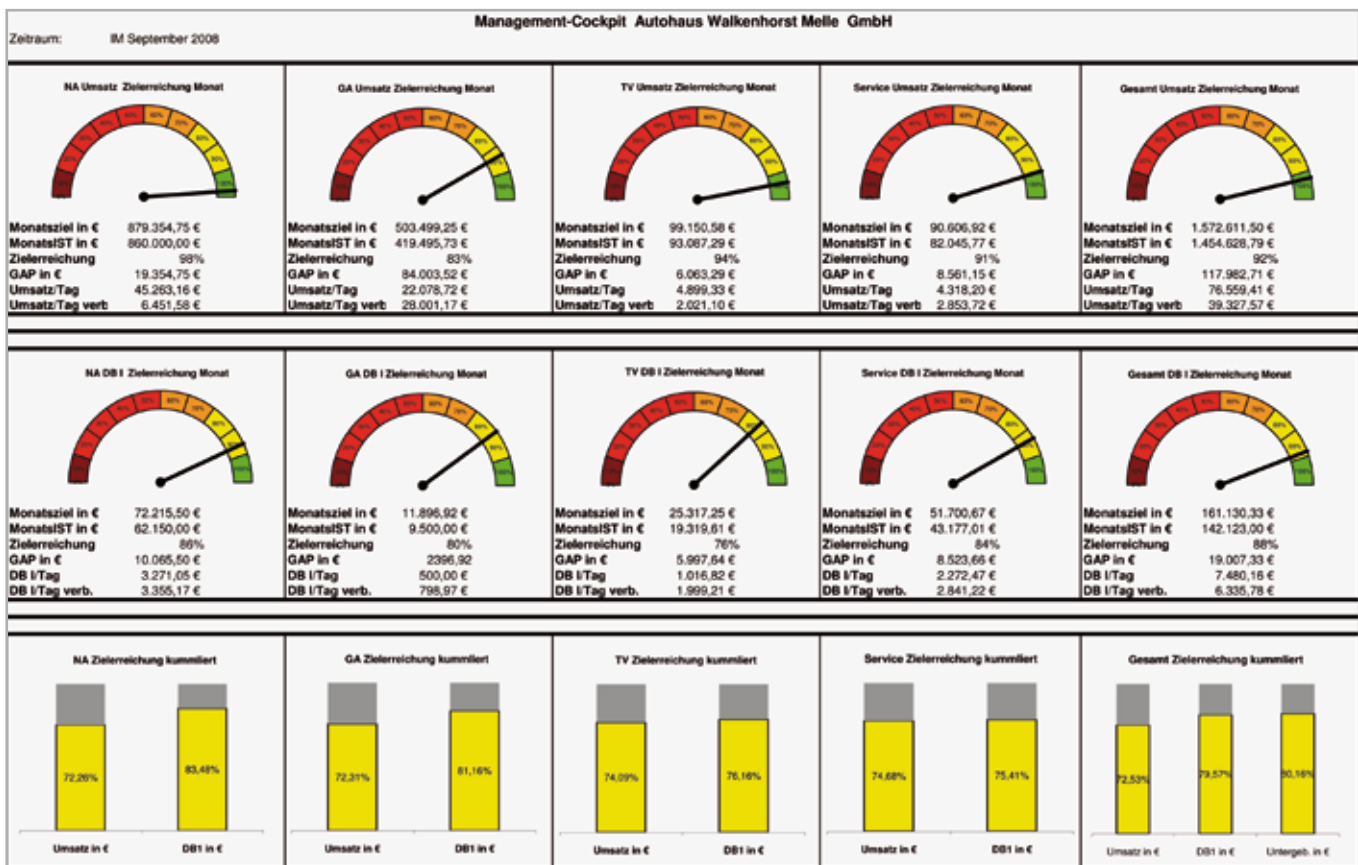 Management-Cockpit Autohaus Walkenhorst Melle GmbH
Zeitraum: IM September 2008
NA Umsatz Zielerreichung Monat
Monatsziel in € 879.354,75 €
MonatsIST in € 860.000,00 €
Zielerreichung 98%
GAP in € 19.354,75 €
Umsatz/Tag 45.263,16 €
Umsatz/Tag verb 6.451,58 €
GA Umsatz Zielerreichung Monat
Monatsziel in € 503.499,25 €
MonatsIST in € 419.495,73 €
Zielerreichung 83%
GAP in € 84.003,52 €
Umsatz/Tag 22.078,72 €
Umsatz/Tag verb 28.001,17 €
TV Umsatz Zielerreichung Monat
Monatsziel in € 99.150,58 €
MonatsIST in € 93.087,29 €
Zielerreichung 94%
GAP in € 6.063,29 €
Umsatz/Tag 4.899,33 €
Umsatz/Tag verb 2.021,10 €
Service Umsatz Zielerreichung Monat
Monatsziel in € 90.606,92 €
MonatsIST in € 82.045,77 €
Zielerreichung 91%
GAP in € 8.561,15 €
Umsatz/Tag 4.318,20 €
Umsatz/Tag verb 2.853,72 €
Gesamt Umsatz Zielerreichung Monat
Monatsziel in € 1.572.611,50 €
MonatsIST in € 1.454.628,79 €
Zielerreichung 92%
GAP in € 117.982,71 €
Umsatz/Tag 76.559,41 €
Umsatz/Tag verb 39.327,57 €
NA DB I Zielerreichung Monat
Monatsziel in € 72.215,50 €
MonatsIST in € 62.150,00 €
Zielerreichung 86%
GAP in € 10.065,50 €
DB I/Tag 3.271,05 €
DB I/Tag verb. 3.355,17 €
GA DB I Zielerreichung Monat
Monatsziel in € 11.896,92 €
MonatsIST in € 9.500,00 €
Zielerreichung 80%
GAP in € 2396,92
DB I/Tag 500,00 €
DB I/Tag verb. 798,97 €
TV DB I Zielerreichung Monat
Monatsziel in € 25.317,25 €
MonatsIST in € 19.319,61 €
Zielerreichung 76%
GAP in € 5.997,64 €
DB I/Tag 1.016,82 €
DB I/Tag verb. 1.999,21 €
Service DB I Zielerreichung Monat
Monatsziel in € 51.700,67 €
MonatsIST in € 43.177,01 €
Zielerreichung 84%
GAP in € 8.523,66 €
DB I/Tag 2.272,47 €
DB I/Tag verb. 2.841,22 €
Gesamt DB I Zielerreichung Monat
Monatsziel in € 161.130,33 €
MonatsIST in € 142.123,00 €
Zielerreichung 88%
GAP in € 19.007,33 €
DB I/Tag 7.480,16 €
DB I/Tag verb. 6.335,78 €
NA Zielerreichung kummliert
72,26% 83,48%
Umsatz in € DB1 in €
GA Zielerreichung kummliert
72,31% 81,16%
Umsatz in € DB1 in €
TV Zielerreichung kummliert
74,09% 76,16%
Umsatz in € DB1 in €
Service Zielerreichung kummliert
74,68% 75,41%
Umsatz in € DB1 in €
Gesamt Zielerreichung kummliert
72,53% 79,57% 80,16%
Umsatz in € DB1 in € Untergeb. in €